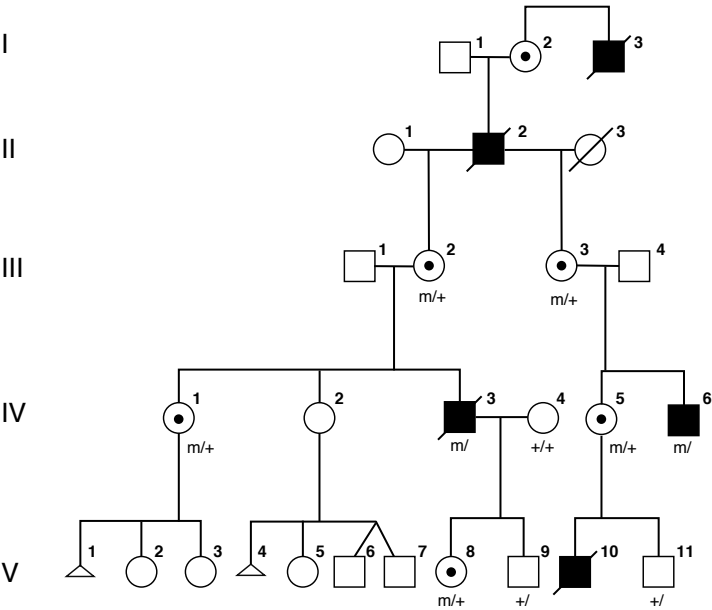 I 1 2 3
II 1 2 3
III 1 2 3 4
m/+ m/+
IV 1 2 3 4 5 6
m/+ m/ +/+ m/+ m/
V 1 2 3 4 5 6 7 8 9 10 11
m/+ +/ +/